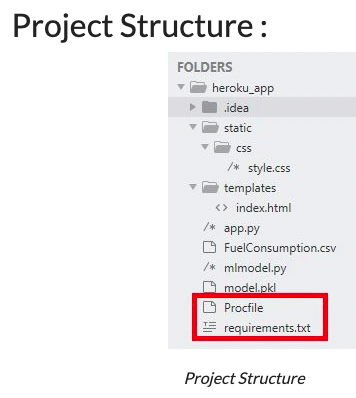 Project Structure :
FOLDERS
heroku_app
.idea
static
css
/* style.css
templates
<> index.html
/* app.py
FuelConsumption.csv
/* mlmodel.py
model.pkl
Procfile
requirements.txt
Project Structure